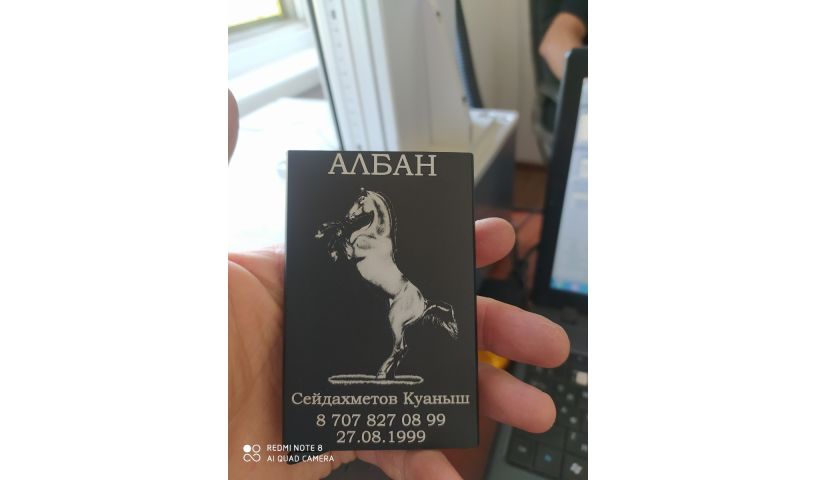 АЛБАН
Сейдахметов Куаныш
8 707 827 08 99
27.08.1999
REDMI NOTE 8
AI QUAD CAMERA